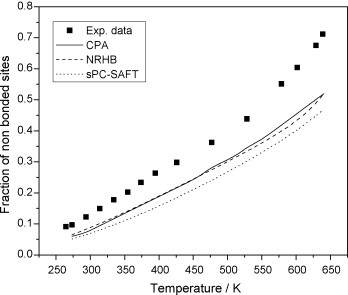 0.8
0.7
0.6
0.5
0.4
0.3
0.2
0.1
0.0
Fraction of non bonded sites
Exp. data
CPA
NRHB
sPC-SAFT
250 300 350 400 450 500 550 600 650
Temperature / K